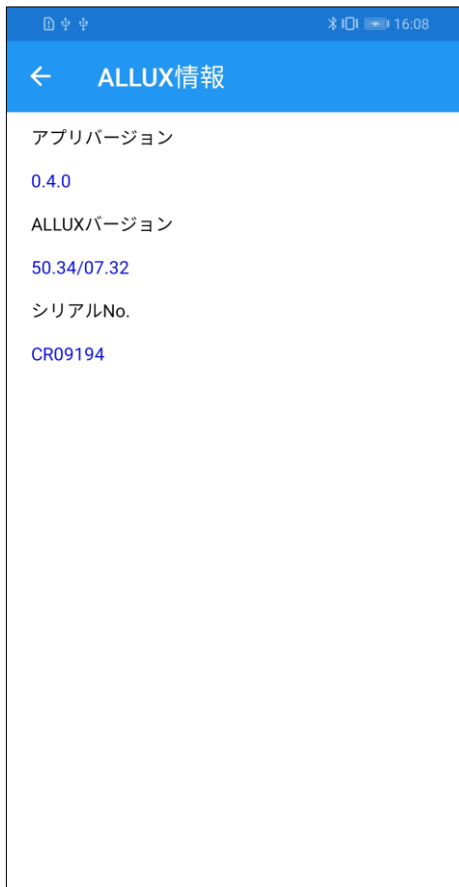 16:08
ALLUX情報
アプリバージョン
0.4.0
ALLUXバージョン
50.34/07.32
シリアルNo.
CR09194